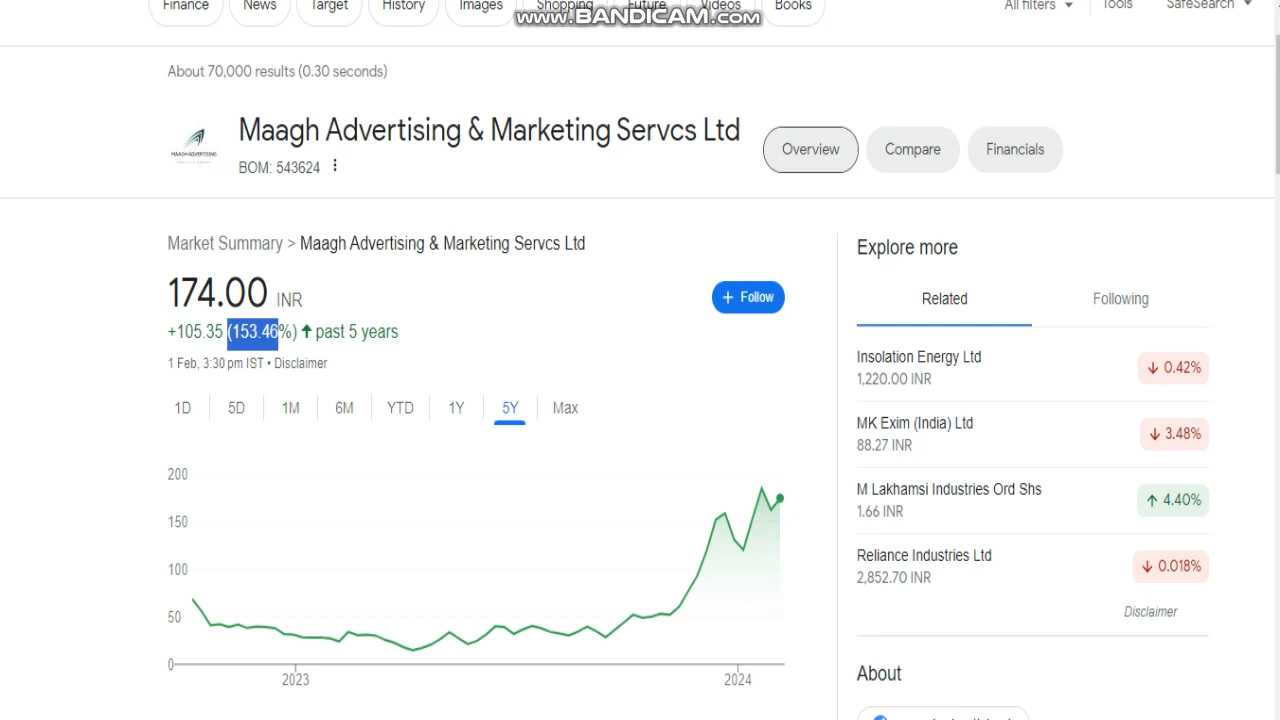 Finance News Target History Images Shopping Future Videos Books All filters Tools SafeSearch
www.BANDICAM.com
About 70,000 results (0.30 seconds)
Maagh Advertising & Marketing Servcs Ltd
BOM: 543624
MAAGH ADVERTISING
Overview Compare Financials
Market Summary > Maagh Advertising & Marketing Servcs Ltd
174.00 INR
+ Follow
+105.35 (153.46%) ↑ past 5 years
1 Feb, 3:30 pm IST • Disclaimer
1D 5D 1M 6M YTD 1Y 5Y Max
200
150
100
50
0
2023 2024
Explore more
Related Following
Insolation Energy Ltd
1,220.00 INR
↓ 0.42%
MK Exim (India) Ltd
88.27 INR
↓ 3.48%
M Lakhamsi Industries Ord Shs
1.66 INR
↑ 4.40%
Reliance Industries Ltd
2,852.70 INR
↓ 0.018%
Disclaimer
About